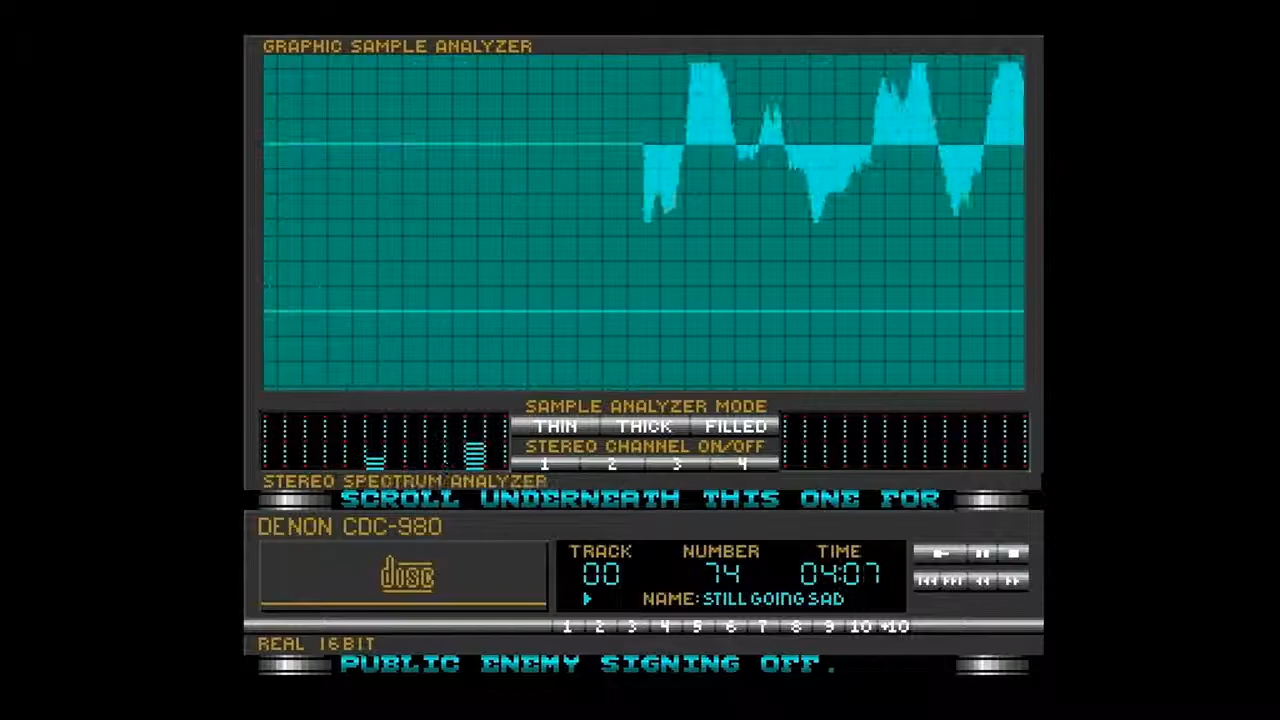 GRAPHIC SAMPLE ANALYZER
SAMPLE ANALYZER MODE
THIN THICK FILLED
STEREO CHANNEL ON/OFF
1 2 3 4
STEREO SPECTRUM ANALYZER
SCROLL UNDERNEATH THIS ONE FOR
DENON CDC-980
disc
TRACK NUMBER TIME
00 74 04:07
NAME:STILL GOING SAD
1 2 3 4 5 6 7 8 9 10 +10
REAL 16BIT
PUBLIC ENEMY SIGNING OFF.